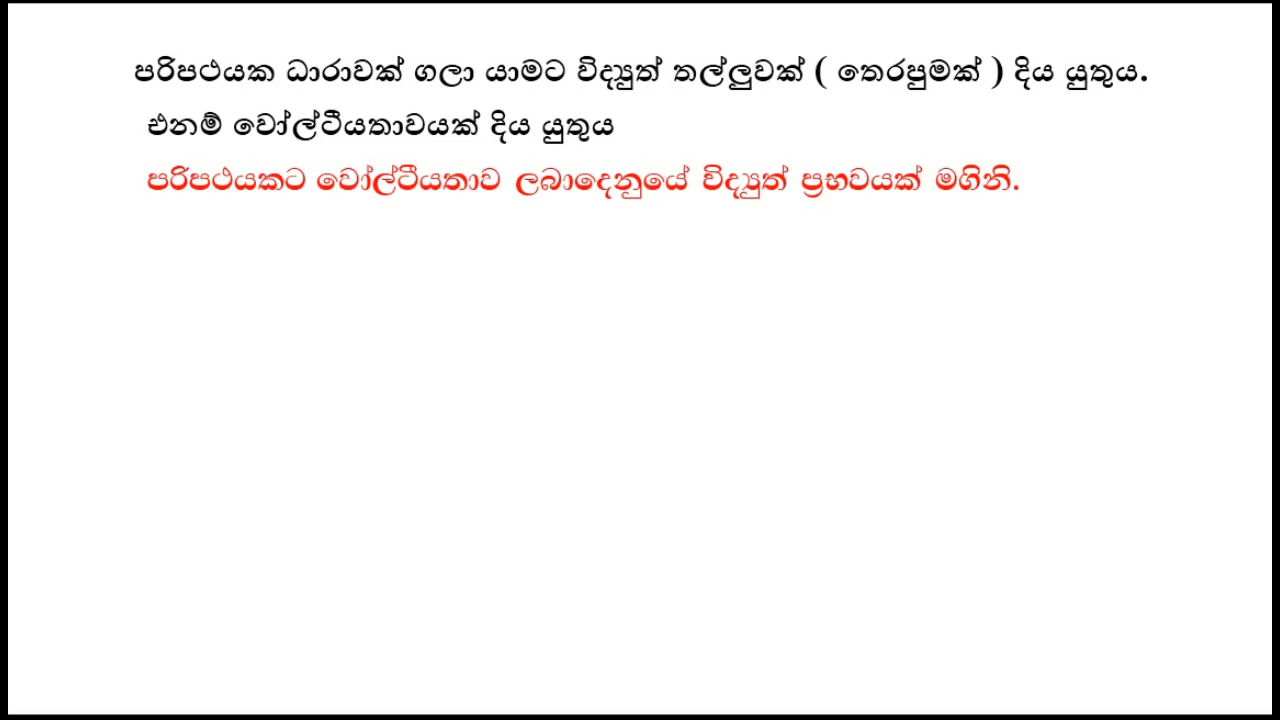 පරිපථයක ධාරාවක් ගලා යාමට විද්‍යුත් තල්ලුවක් ( තෙරපුමක් ) දිය යුතුය.
එනම් වෝල්ටීයතාවයක් දිය යුතුය
පරිපථයකට වෝල්ටීයතාව ලබාදෙනුයේ විද්‍යුත් ප්‍රභවයක් මගිනි.